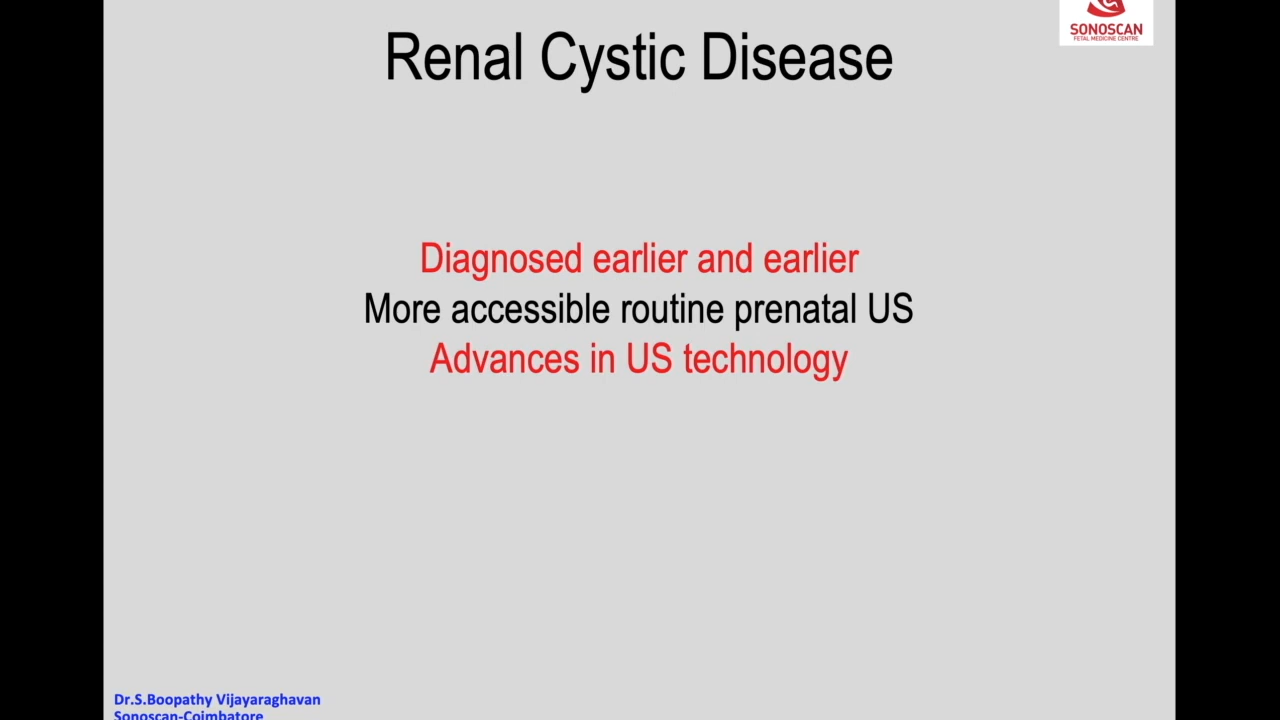 SONOSCAN
FETAL MEDICINE CENTRE
Renal Cystic Disease
Diagnosed earlier and earlier
More accessible routine prenatal US
Advances in US technology
Dr.S.Boopathy Vijayaraghavan
Sonoscan-Coimbatore